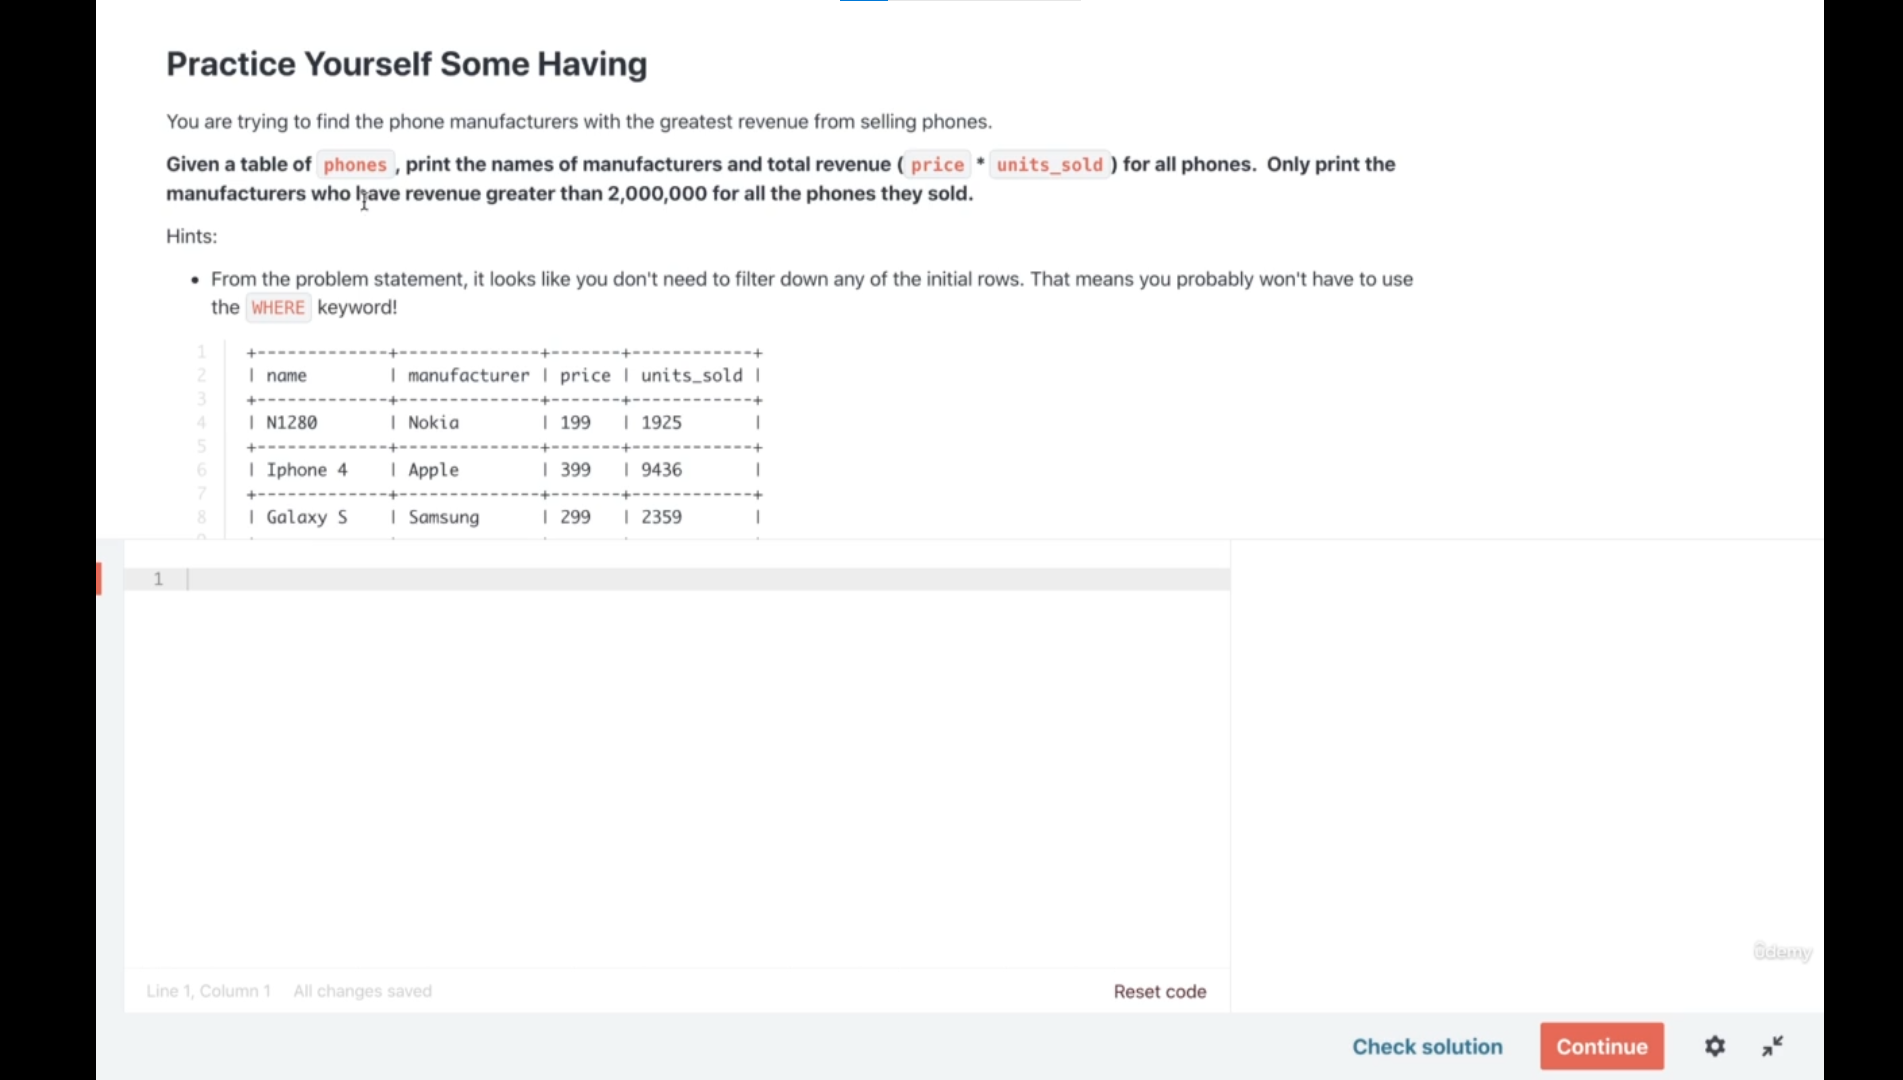 Practice Yourself Some Having
You are trying to find the phone manufacturers with the greatest revenue from selling phones.
Given a table of phones, print the names of manufacturers and total revenue (price * units_sold) for all phones. Only print the
manufacturers who have revenue greater than 2,000,000 for all the phones they sold.
Hints:
• From the problem statement, it looks like you don't need to filter down any of the initial rows. That means you probably won't have to use
the WHERE keyword!
1 +-------------+--------------+-------+------------+
2 | name | manufacturer | price | units_sold |
3 +-------------+--------------+-------+------------+
4 | N1280 | Nokia | 199 | 1925 |
5 +-------------+--------------+-------+------------+
6 | Iphone 4 | Apple | 399 | 9436 |
7 +-------------+--------------+-------+------------+
8 | Galaxy S | Samsung | 299 | 2359 |
1
Udemy
Line 1, Column 1 All changes saved Reset code
Check solution Continue